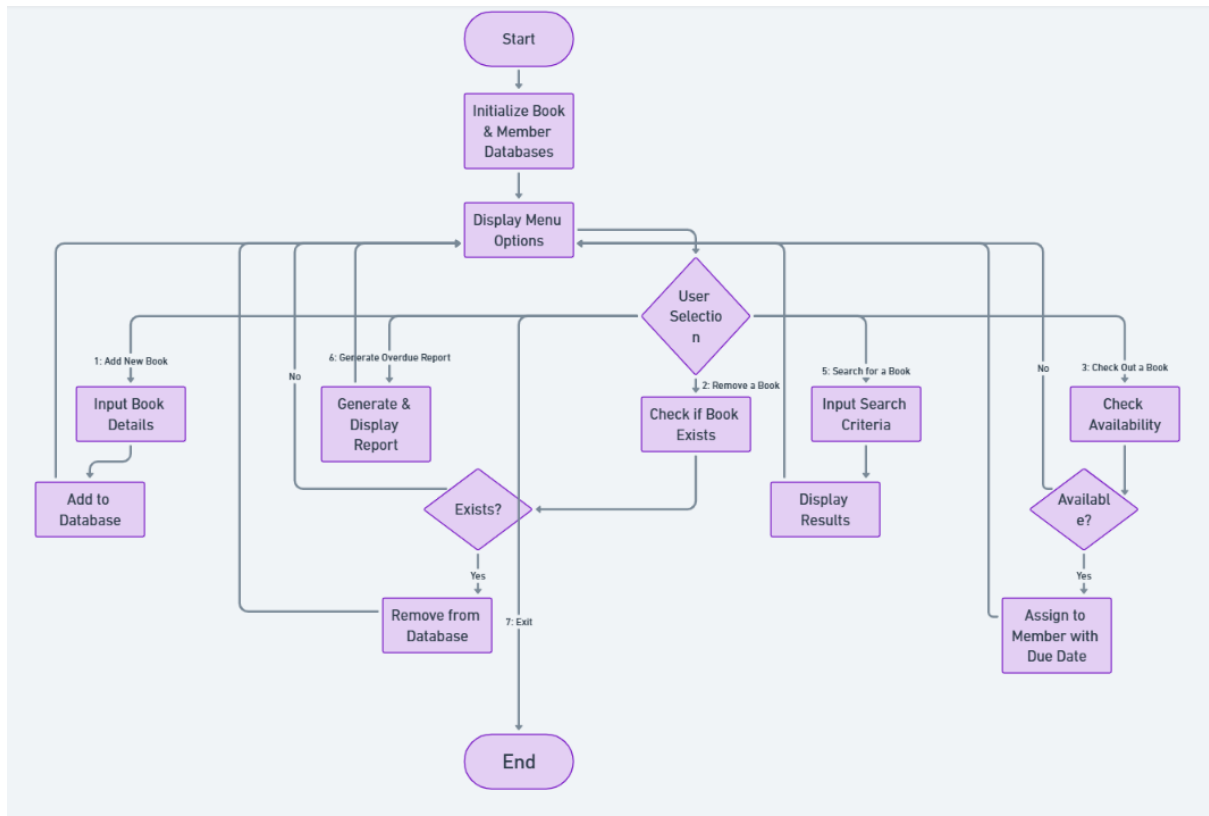 Start
Initialize Book
& Member
Databases
Display Menu
Options
User
Selectio
n
1: Add New Book
6: Generate Overdue Report
No
2: Remove a Book
5: Search for a Book
No
3: Check Out a Book
Input Book
Details
Generate &
Display
Report
Check if Book
Exists
Input Search
Criteria
Check
Availability
Add to
Database
Exists?
Display
Results
Availabl
e?
Yes
Yes
Remove from
Database
7: Exit
Assign to
Member with
Due Date
End